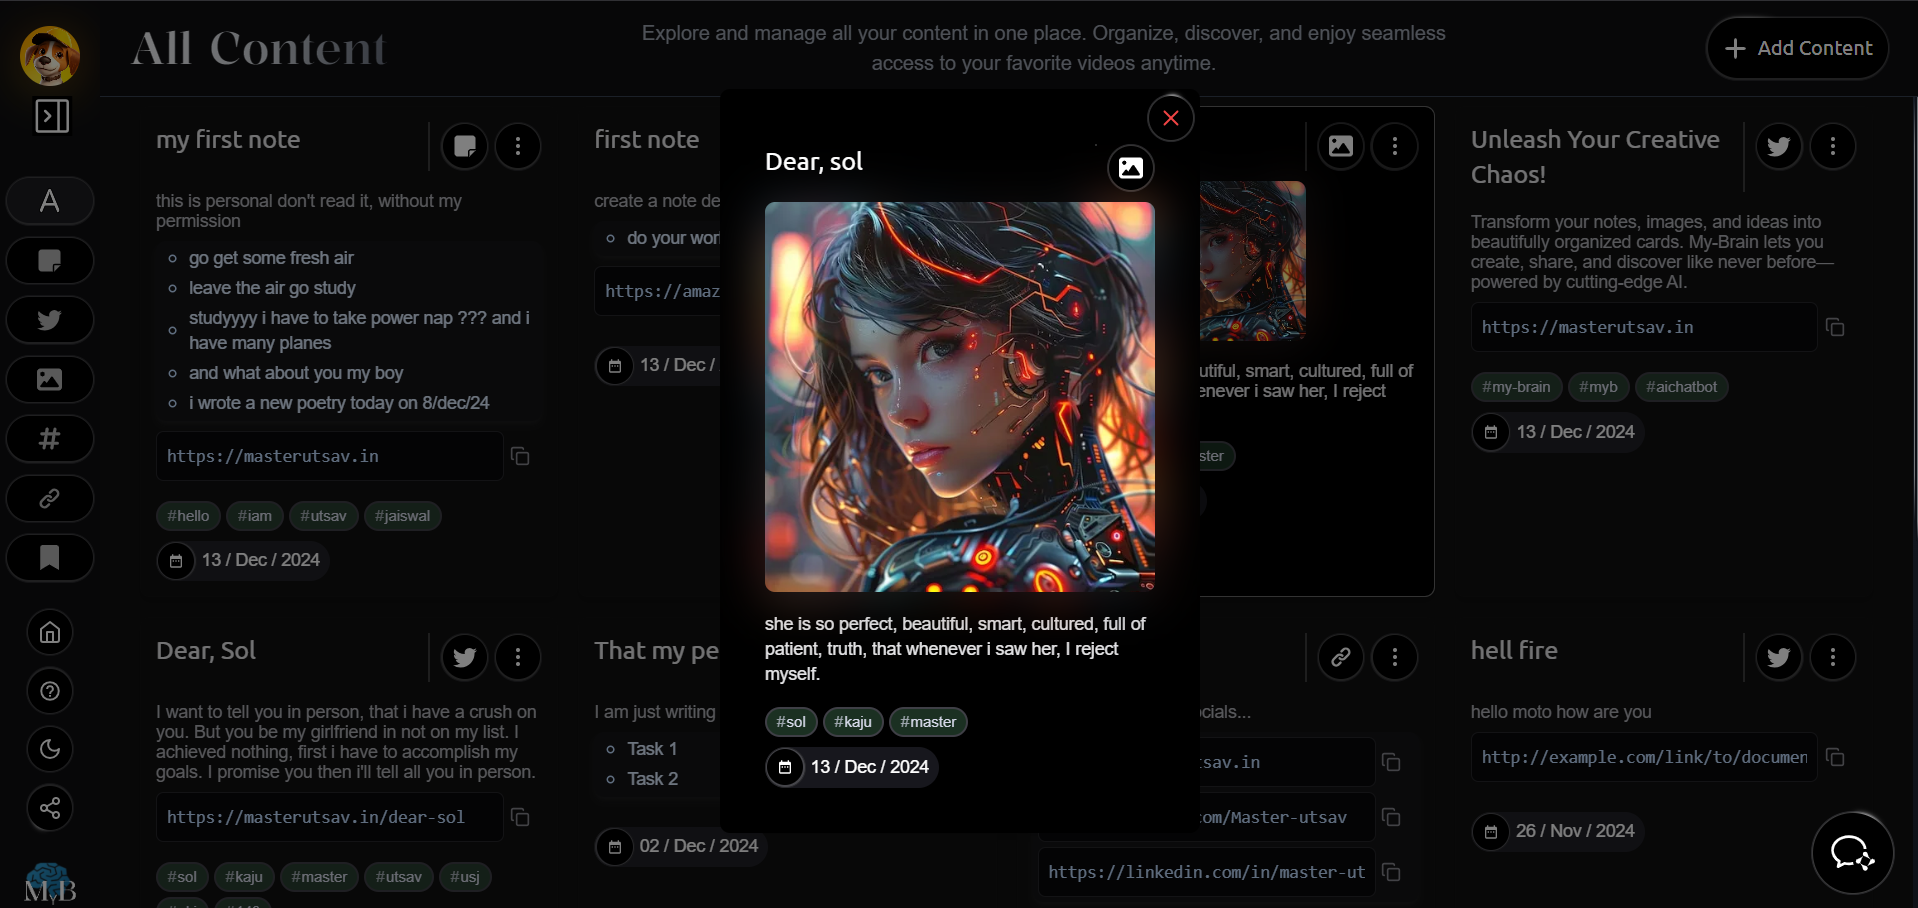 All Content
Explore and manage all your content in one place. Organize, discover, and enjoy seamless
access to your favorite videos anytime.
Add Content
my first note
this is personal don't read it, without my
permission
go get some fresh air
leave the air go study
studyyyy i have to take power nap ??? and i
have many planes
and what about you my boy
i wrote a new poetry today on 8/dec/24
https://masterutsav.in
#hello #iam #utsav #jaiswal
13 / Dec / 2024
first note
create a note de
do your wor
https://amaz
13 / Dec /
Dear, sol
she is so perfect, beautiful, smart, cultured, full of
patient, truth, that whenever i saw her, I reject
myself.
#sol #kaju #master
13 / Dec / 2024
utiful, smart, cultured, full of
enever i saw her, I reject
ster
Unleash Your Creative
Chaos!
Transform your notes, images, and ideas into
beautifully organized cards. My-Brain lets you
create, share, and discover like never before—
powered by cutting-edge AI.
https://masterutsav.in
#my-brain #myb #aichatbot
13 / Dec / 2024
Dear, Sol
I want to tell you in person, that i have a crush on
you. But you be my girlfriend in not on my list. I
achieved nothing, first i have to accomplish my
goals. I promise you then i'll tell all you in person.
https://masterutsav.in/dear-sol
#sol #kaju #master #utsav #usj
That my pe
I am just writing
Task 1
Task 2
02 / Dec / 2024
cials...
tsav.in
com/Master-utsav
https://linkedin.com/in/master-ut
hell fire
hello moto how are you
http://example.com/link/to/documen
26 / Nov / 2024
MyB